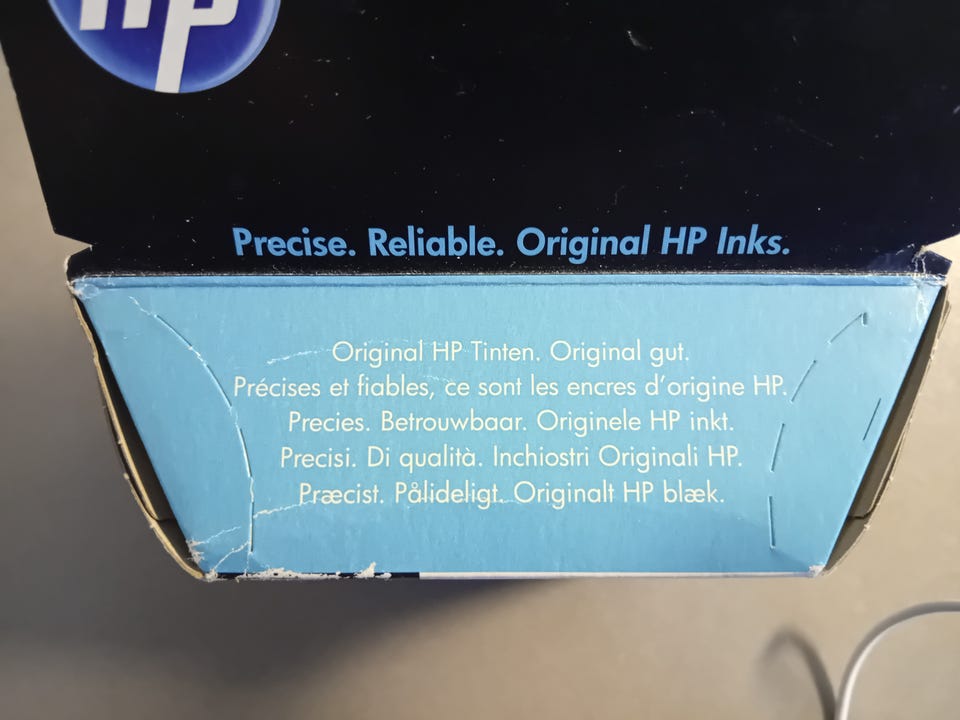 hp
Precise. Reliable. Original HP Inks.
Original HP Tinten. Original gut.
Précises et fiables, ce sont les encres d'origine HP.
Precies. Betrouwbaar. Originele HP inkt.
Precisi. Di qualità. Inchiostri Originali HP.
Præcist. Pålideligt. Originalt HP blæk.